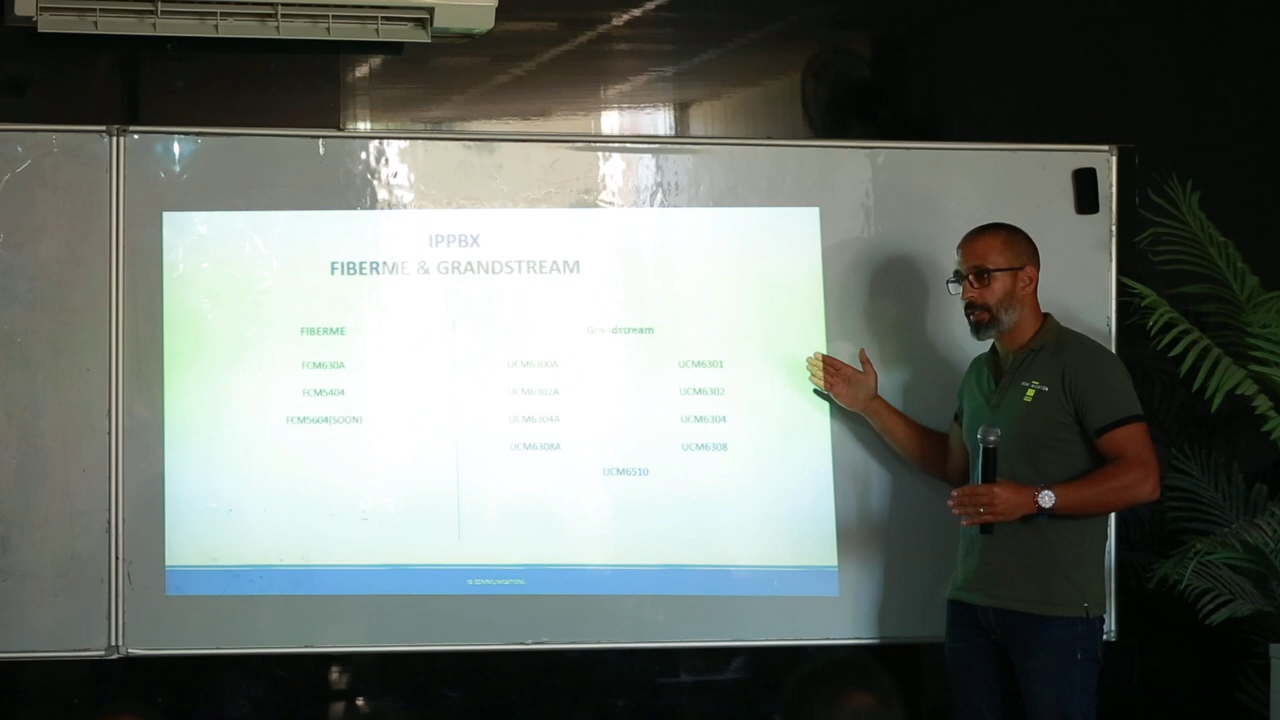 IPPBX
FIBERME & GRANDSTREAM
FIBERME
Grandstream
FCM630A
UCM6300A
UCM6301
FCM5404
UCM6302A
UCM6302
FCM5604(SOON)
UCM6304A
UCM6304
UCM6308A
UCM6308
UCM6510